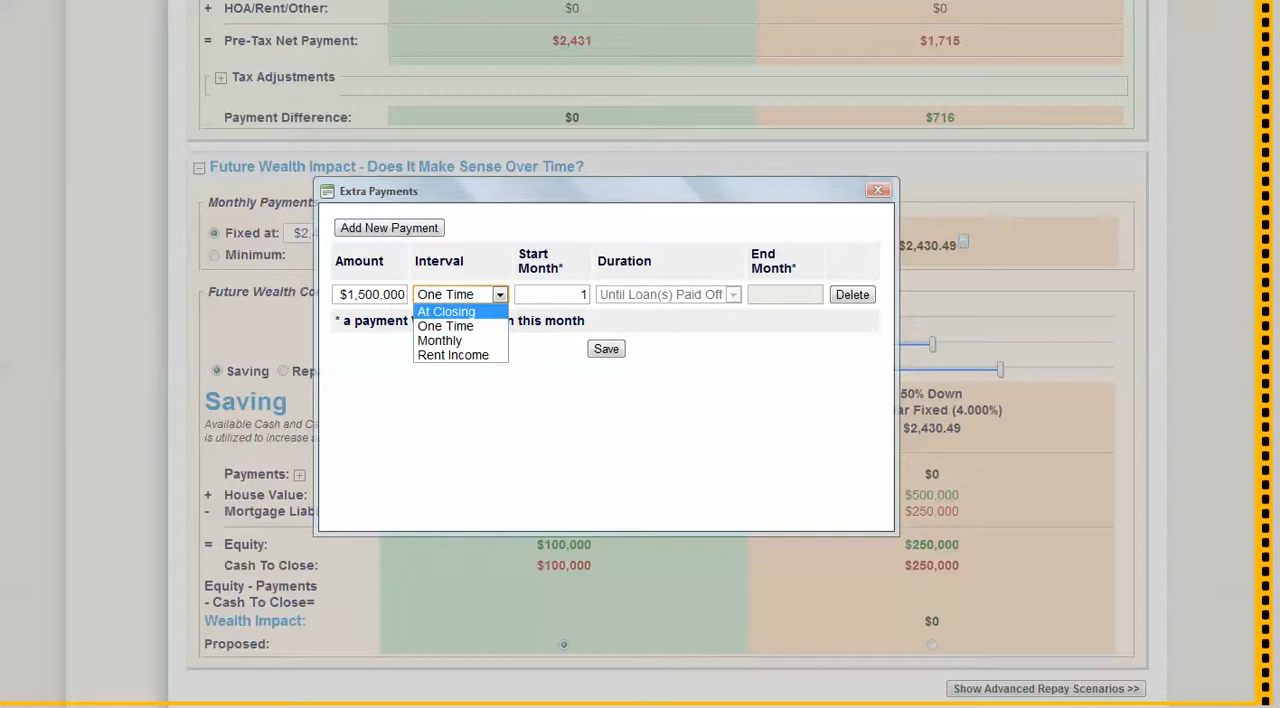 + HOA/Rent/Other: $0 $0
= Pre-Tax Net Payment: $2,431 $1,715
Tax Adjustments
Payment Difference: $0 $716
Future Wealth Impact - Does It Make Sense Over Time?
Monthly Payment
Fixed at: $2,
$2,430.49
Minimum:
Future Wealth Co
Extra Payments
Add New Payment
Amount Interval Start Month* Duration End Month*
$1,500,000 One Time 1 Until Loan(s) Paid Off Delete
At Closing
One Time
Monthly
Rent Income
* a payment n this month
Save
Saving Rep
Saving
Available Cash and C
is utilized to increase s
50% Down
ar Fixed (4.000%)
$2,430.49
Payments: $0
+ House Value: $500,000
- Mortgage Liabi $250,000
= Equity: $100,000 $250,000
Cash To Close: $100,000 $250,000
Equity - Payments
- Cash To Close=
Wealth Impact: $0
Proposed:
Show Advanced Repay Scenarios >>